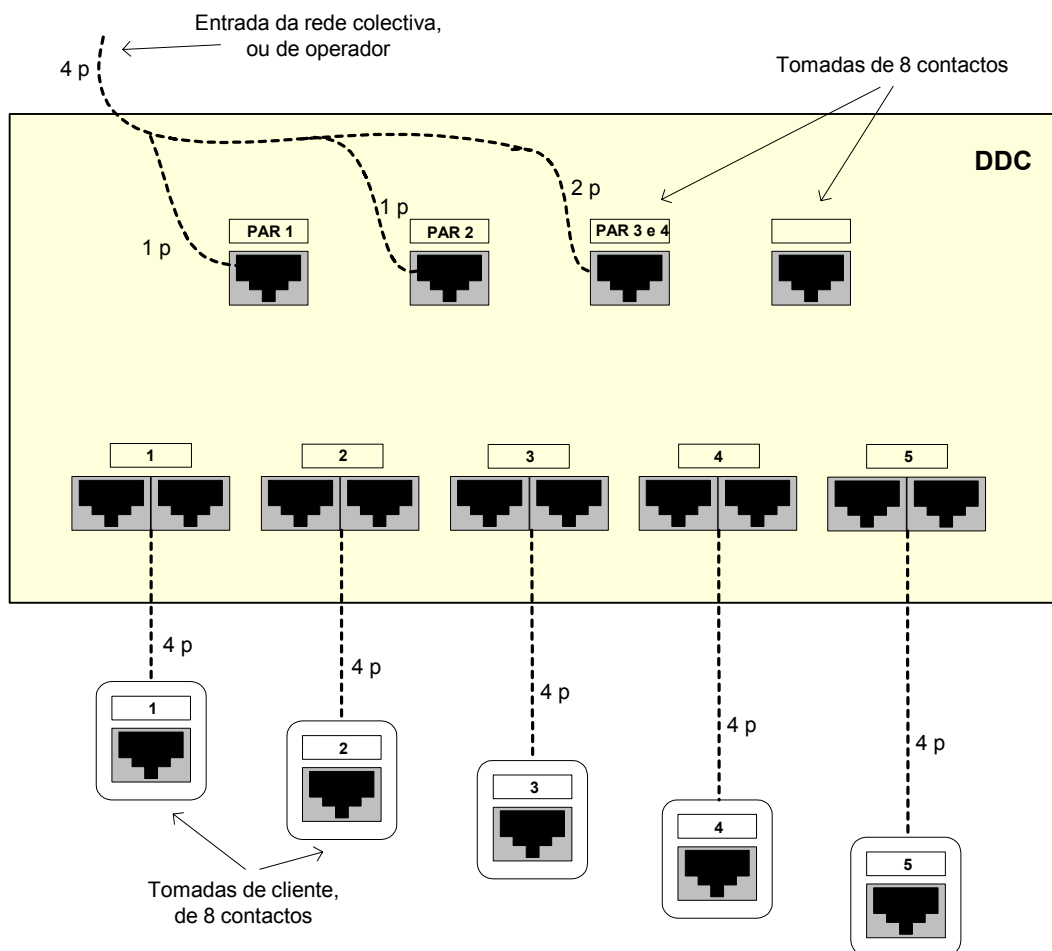 Entrada da rede colectiva,
ou de operador
4 p
Tomadas de 8 contactos
DDC
2 p
1 p
1 p
PAR 1
PAR 2
PAR 3 e 4
1
2
3
4
5
4 p
4 p
4 p
4 p
4 p
1
2
3
4
5
Tomadas de cliente,
de 8 contactos